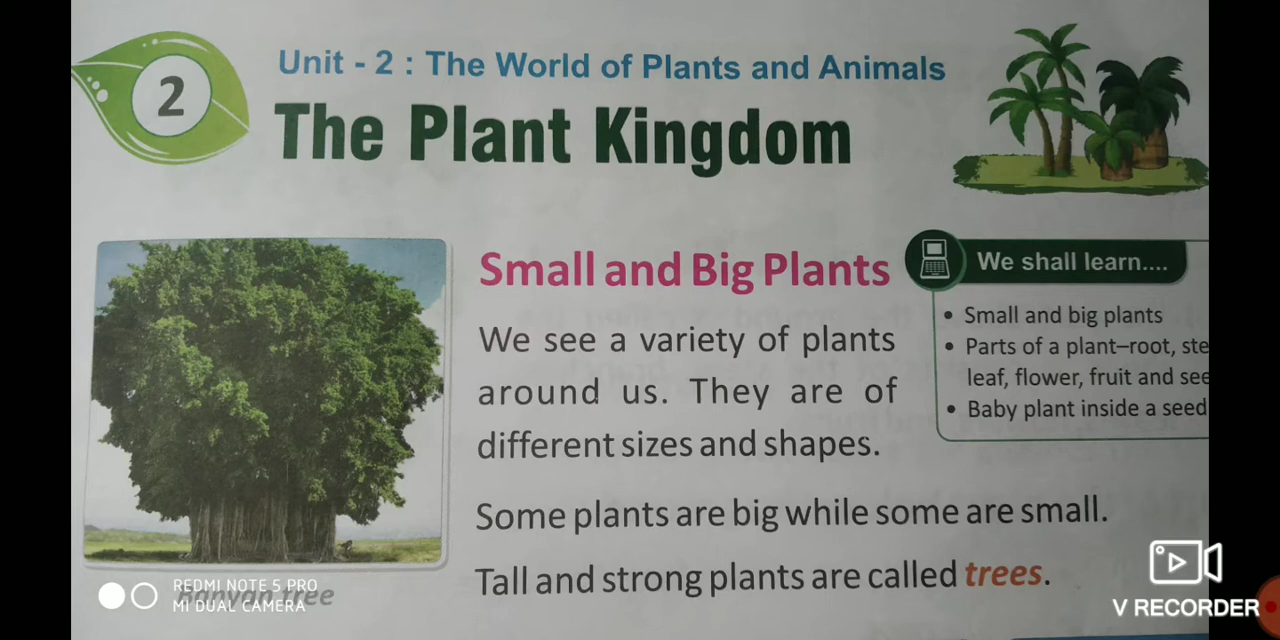 2
Unit - 2 : The World of Plants and Animals
The Plant Kingdom
Small and Big Plants
We see a variety of plants
around us. They are of
different sizes and shapes.
Some plants are big while some are small.
Tall and strong plants are called trees.
We shall learn....
• Small and big plants
• Parts of a plant–root, ste
leaf, flower, fruit and see
• Baby plant inside a seed
Banyan tree
REDMI NOTE 5 PRO
MI DUAL CAMERA
V RECORDER